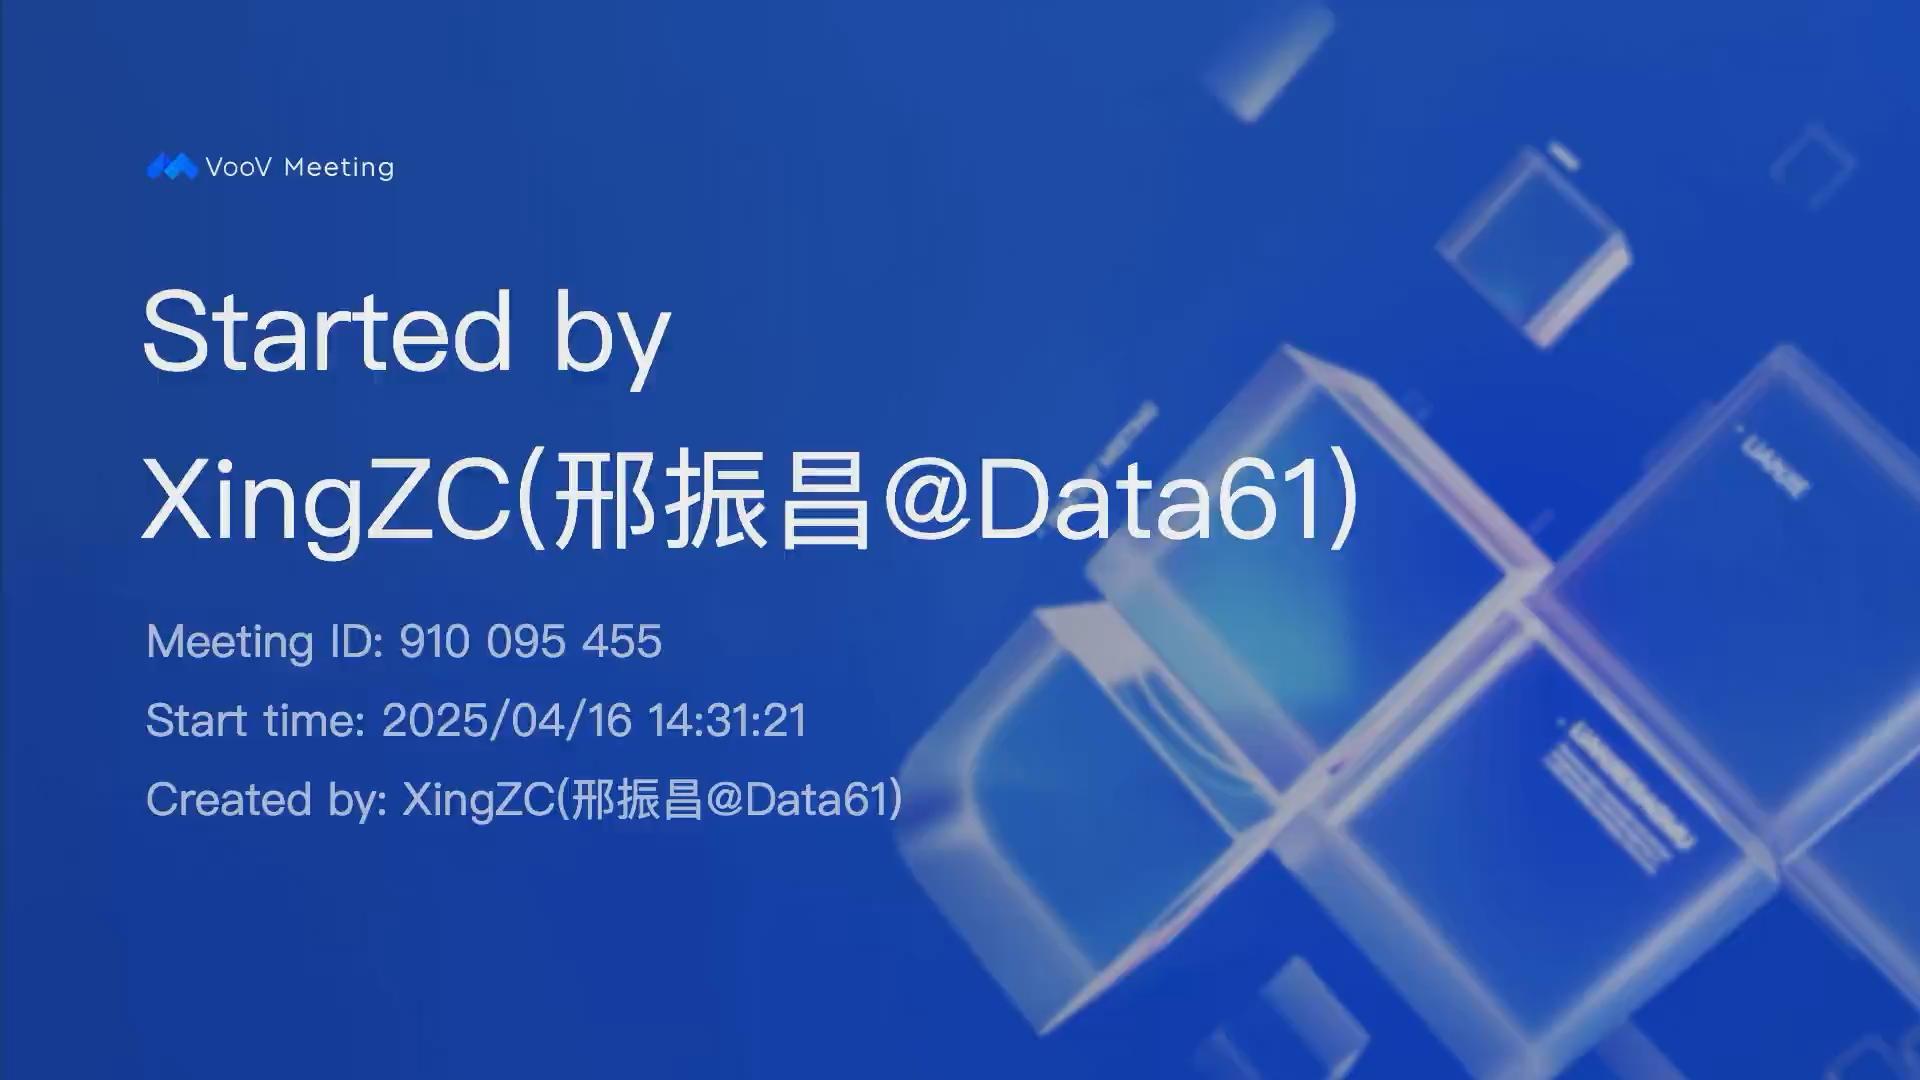 VooV Meeting
Started by
XingZC(邢振昌@Data61)
Meeting ID: 910 095 455
Start time: 2025/04/16 14:31:21
Created by: XingZC(邢振昌@Data61)